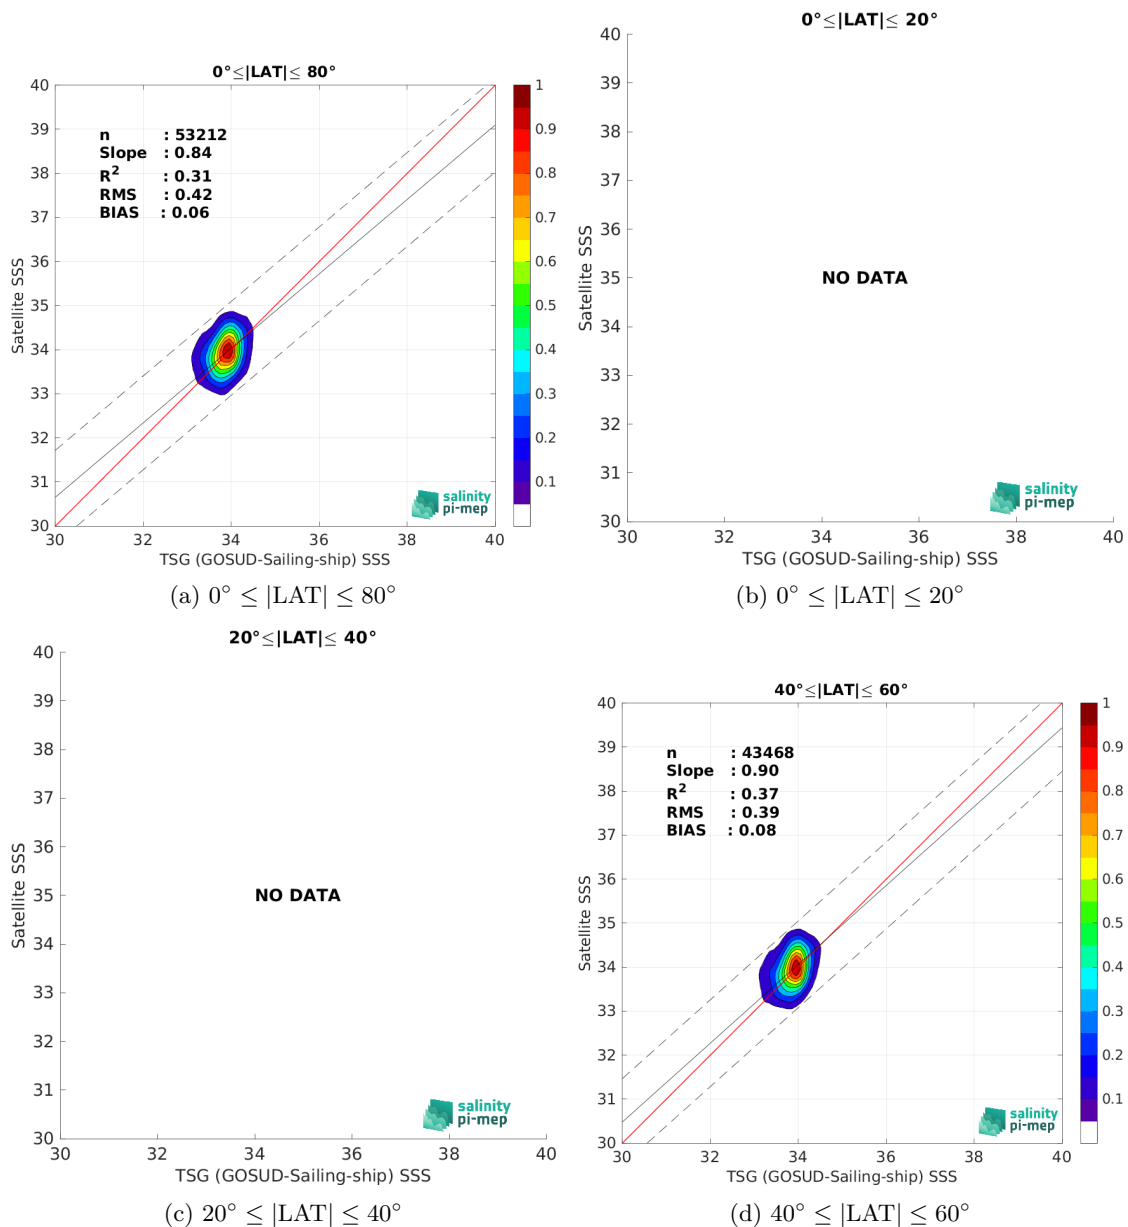 0°≤|LAT|≤ 80°
40
39
38
37
36
35
34
33
32
31
30
Satellite SSS
n : 53212
Slope : 0.84
R² : 0.31
RMS : 0.42
BIAS : 0.06
salinity
pi-mep
30 32 34 36 38 40
TSG (GOSUD-Sailing-ship) SSS
1
0.9
0.8
0.7
0.6
0.5
0.4
0.3
0.2
0.1
(a) 0° ≤ |LAT| ≤ 80°
0°≤|LAT|≤ 20°
40
39
38
37
36
35
34
33
32
31
30
Satellite SSS
NO DATA
salinity
pi-mep
30 32 34 36 38 40
TSG (GOSUD-Sailing-ship) SSS
(b) 0° ≤ |LAT| ≤ 20°
20°≤|LAT|≤ 40°
40
39
38
37
36
35
34
33
32
31
30
Satellite SSS
NO DATA
salinity
pi-mep
30 32 34 36 38 40
TSG (GOSUD-Sailing-ship) SSS
(c) 20° ≤ |LAT| ≤ 40°
40°≤|LAT|≤ 60°
40
39
38
37
36
35
34
33
32
31
30
Satellite SSS
n : 43468
Slope : 0.90
R² : 0.37
RMS : 0.39
BIAS : 0.08
salinity
pi-mep
30 32 34 36 38 40
TSG (GOSUD-Sailing-ship) SSS
1
0.9
0.8
0.7
0.6
0.5
0.4
0.3
0.2
0.1
(d) 40° ≤ |LAT| ≤ 60°